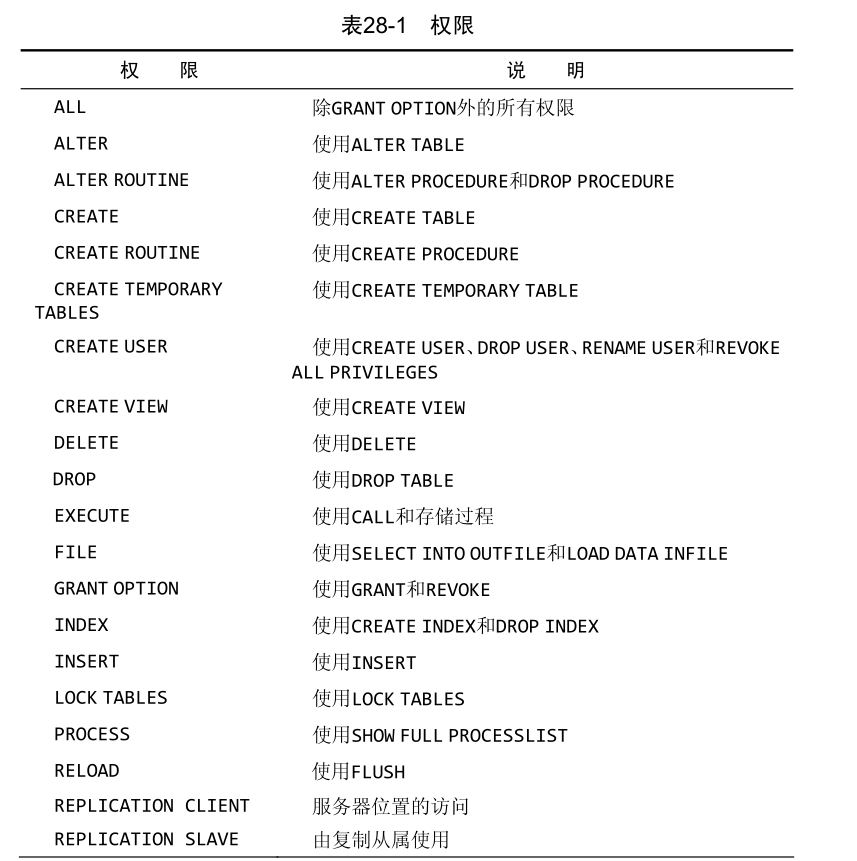 表28-1 权限
权 限 说 明
ALL 除GRANT OPTION外的所有权限
ALTER 使用ALTER TABLE
ALTER ROUTINE 使用ALTER PROCEDURE和DROP PROCEDURE
CREATE 使用CREATE TABLE
CREATE ROUTINE 使用CREATE PROCEDURE
CREATE TEMPORARY 使用CREATE TEMPORARY TABLE
TABLES
CREATE USER 使用CREATE USER、DROP USER、RENAME USER和REVOKE
ALL PRIVILEGES
CREATE VIEW 使用CREATE VIEW
DELETE 使用DELETE
DROP 使用DROP TABLE
EXECUTE 使用CALL和存储过程
FILE 使用SELECT INTO OUTFILE和LOAD DATA INFILE
GRANT OPTION 使用GRANT和REVOKE
INDEX 使用CREATE INDEX和DROP INDEX
INSERT 使用INSERT
LOCK TABLES 使用LOCK TABLES
PROCESS 使用SHOW FULL PROCESSLIST
RELOAD 使用FLUSH
REPLICATION CLIENT 服务器位置的访问
REPLICATION SLAVE 由复制从属使用